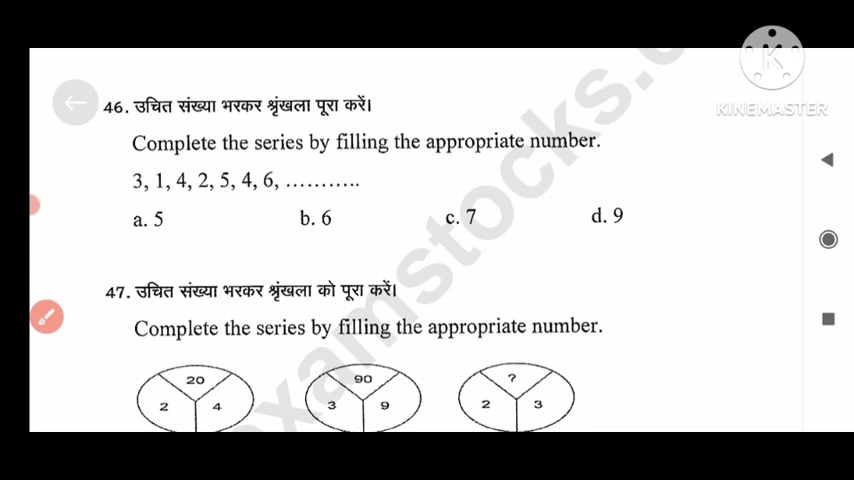 KINEMASTER
46. उचित संख्या भरकर श्रृंखला पूरा करें।
Complete the series by filling the appropriate number.
3, 1, 4, 2, 5, 4, 6, ………..
a. 5 b. 6 c. 7 d. 9
47. उचित संख्या भरकर श्रृंखला को पूरा करें।
Complete the series by filling the appropriate number.
20 90 ?
2 4 3 9 2 3
examstocks.c